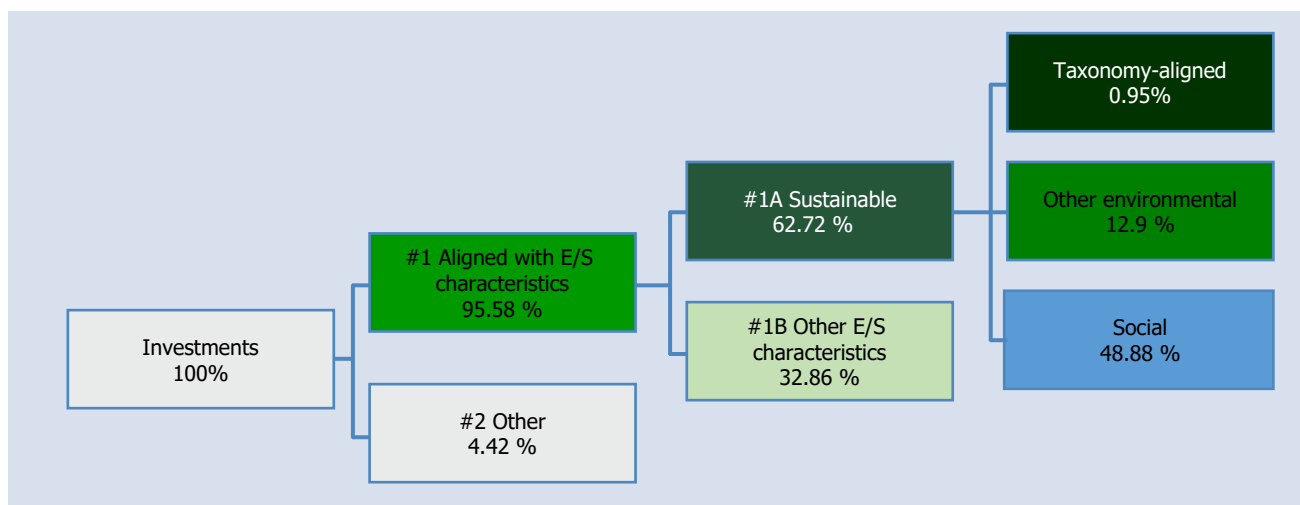 Investments
100%
#1 Aligned with E/S
characteristics
95.58 %
#2 Other
4.42 %
#1A Sustainable
62.72 %
#1B Other E/S
characteristics
32.86 %
Taxonomy-aligned
0.95%
Other environmental
12.9 %
Social
48.88 %